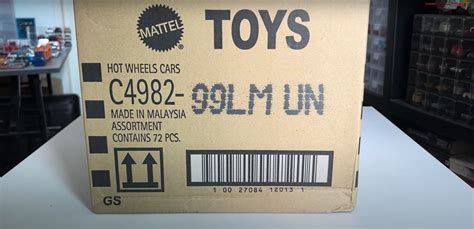 MATTEL
TOYS
HOT WHEELS CARS
C4982-99LM UN
MADE IN MALAYSIA
ASSORTMENT
CONTAINS 72 PCS.
1 00 27084 12013 1
GS